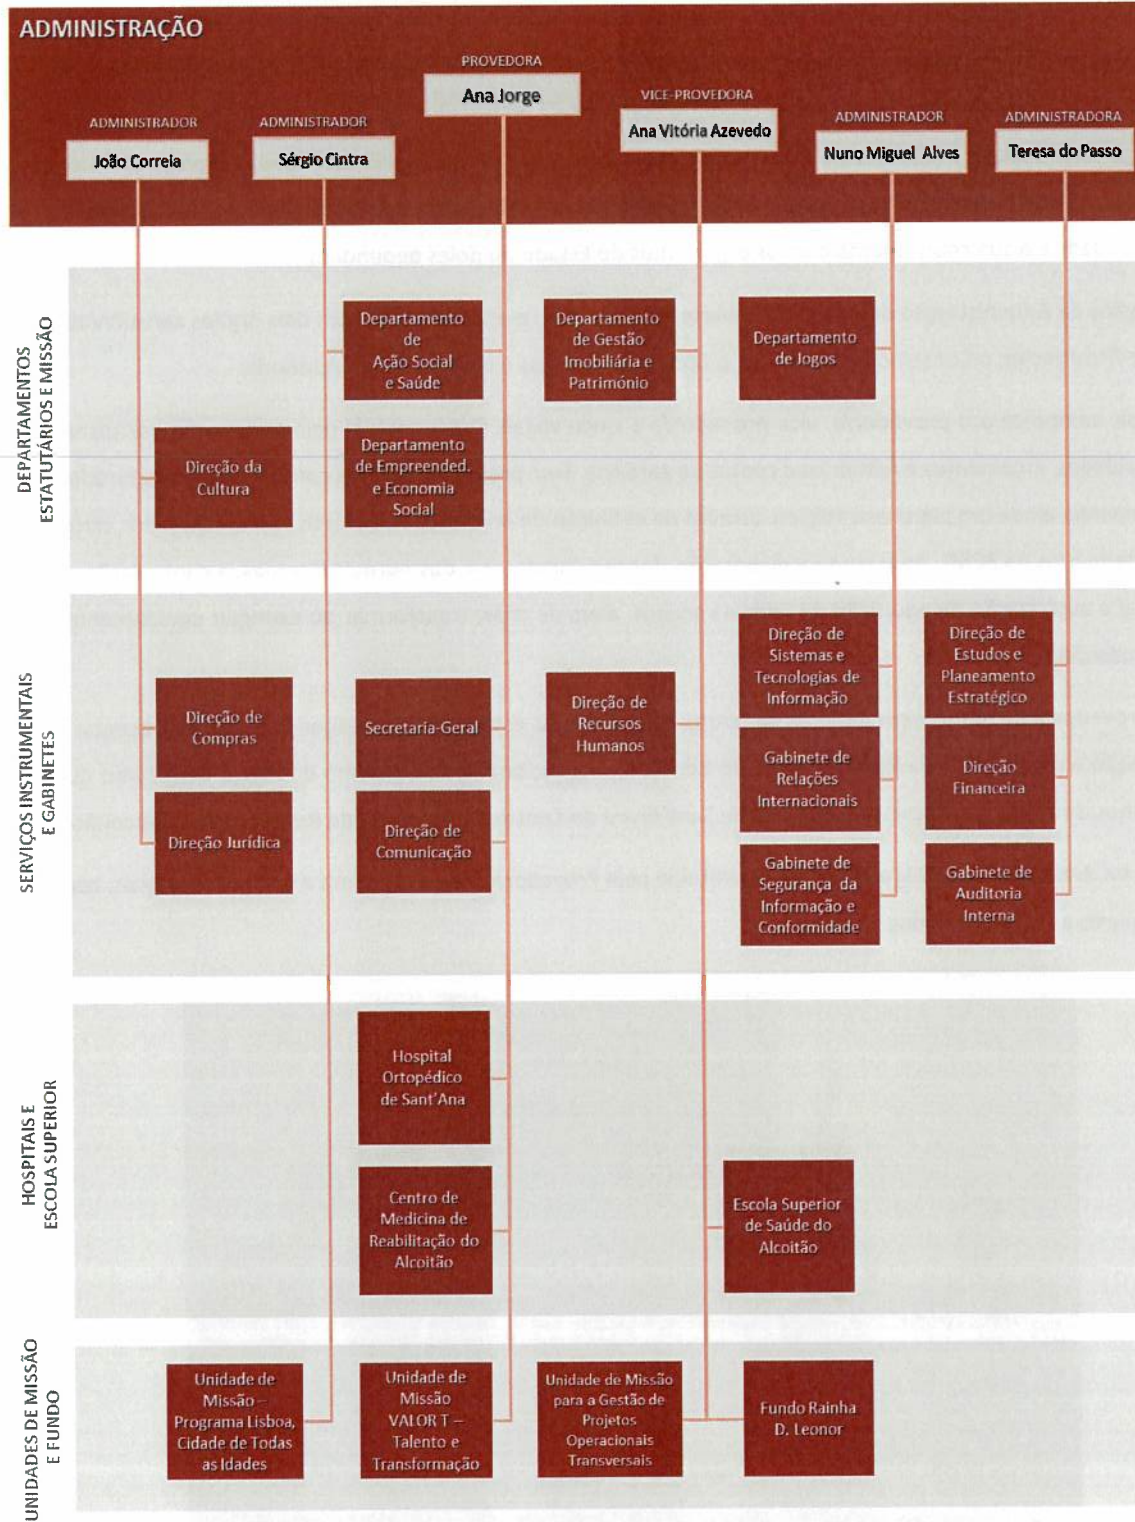 ADMINISTRAÇÃO
PROVEDORA
Ana Jorge
VICE-PROVEDORA
Ana Vitória Azevedo
ADMINISTRADOR
João Correia
ADMINISTRADOR
Sérgio Cintra
ADMINISTRADOR
Nuno Miguel Alves
ADMINISTRADORA
Teresa do Passo
DEPARTAMENTOS
ESTATUTÁRIOS E MISSÃO
Departamento
de
Ação Social
e Saúde
Departamento
de Gestão
Imobiliária e
Património
Departamento
de Jogos
Direção da
Cultura
Departamento
de Empreended.
e Economia
Social
SERVIÇOS INSTRUMENTAIS
E GABINETES
Direção de
Sistemas e
Tecnologias de
Informação
Direção de
Estudos e
Planeamento
Estratégico
Direção de
Compras
Secretaria-Geral
Direção de
Recursos
Humanos
Gabinete de
Relações
Internacionais
Direção
Financeira
Direção Jurídica
Direção de
Comunicação
Gabinete de
Segurança da
Informação e
Conformidade
Gabinete de
Auditoria
Interna
HOSPITAIS E
ESCOLA SUPERIOR
Hospital
Ortopédico
de Sant'Ana
Centro de
Medicina de
Reabilitação do
Alcoitão
Escola Superior
de Saúde do
Alcoitão
UNIDADES DE MISSÃO
E FUNDO
Unidade de
Missão –
Programa Lisboa,
Cidade de Todas
as Idades
Unidade de
Missão
VALOR T –
Talento e
Transformação
Unidade de Missão
para a Gestão de
Projetos
Operacionais
Transversais
Fundo Rainha
D. Leonor